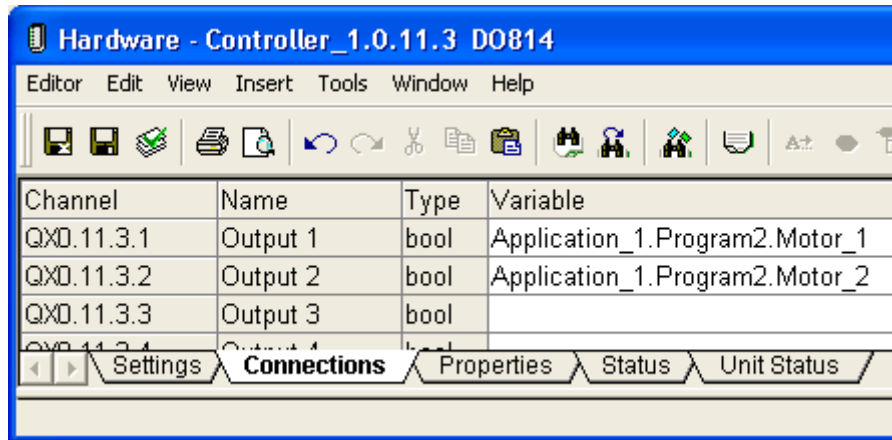 Hardware - Controller_1.0.11.3 DO814
Editor Edit View Insert Tools Window Help
Channel Name Type Variable
QX0.11.3.1 Output 1 bool Application_1.Program2.Motor_1
QX0.11.3.2 Output 2 bool Application_1.Program2.Motor_2
QX0.11.3.3 Output 3 bool
Settings Connections Properties Status Unit Status